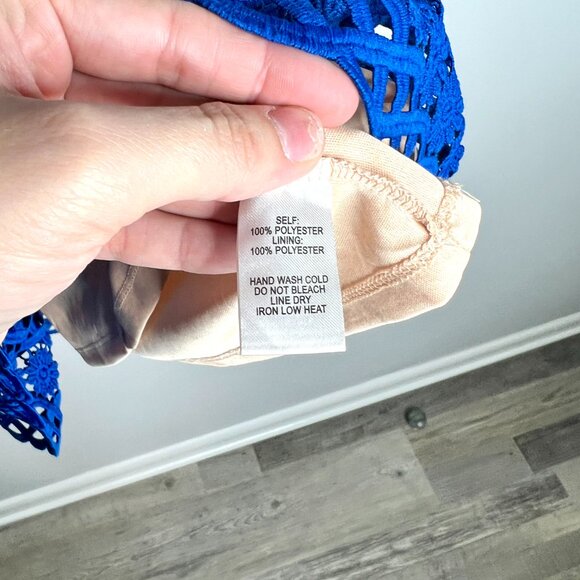 SELF:
100% POLYESTER
LINING:
100% POLYESTER
HAND WASH COLD
DO NOT BLEACH
LINE DRY
IRON LOW HEAT